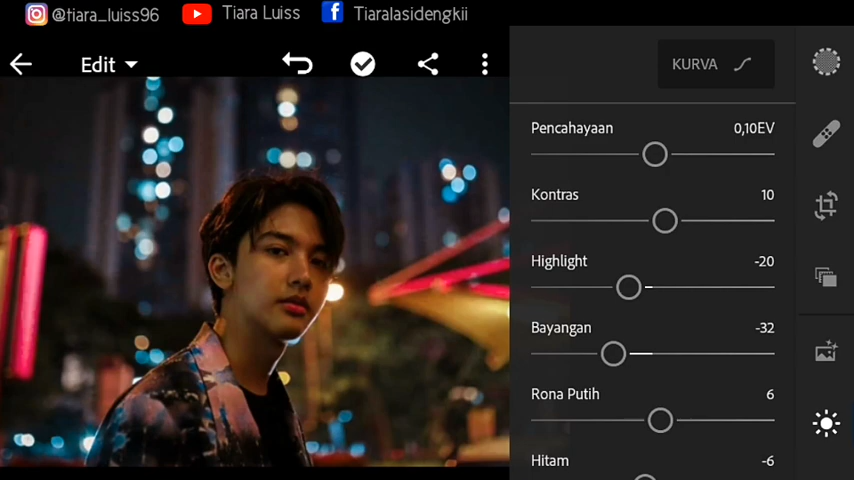 @tiara_luiss96 Tiara Luiss Tiaralasidengkii
Edit
KURVA
Pencahayaan 0,10EV
Kontras 10
Highlight -20
Bayangan -32
Rona Putih 6
Hitam -6